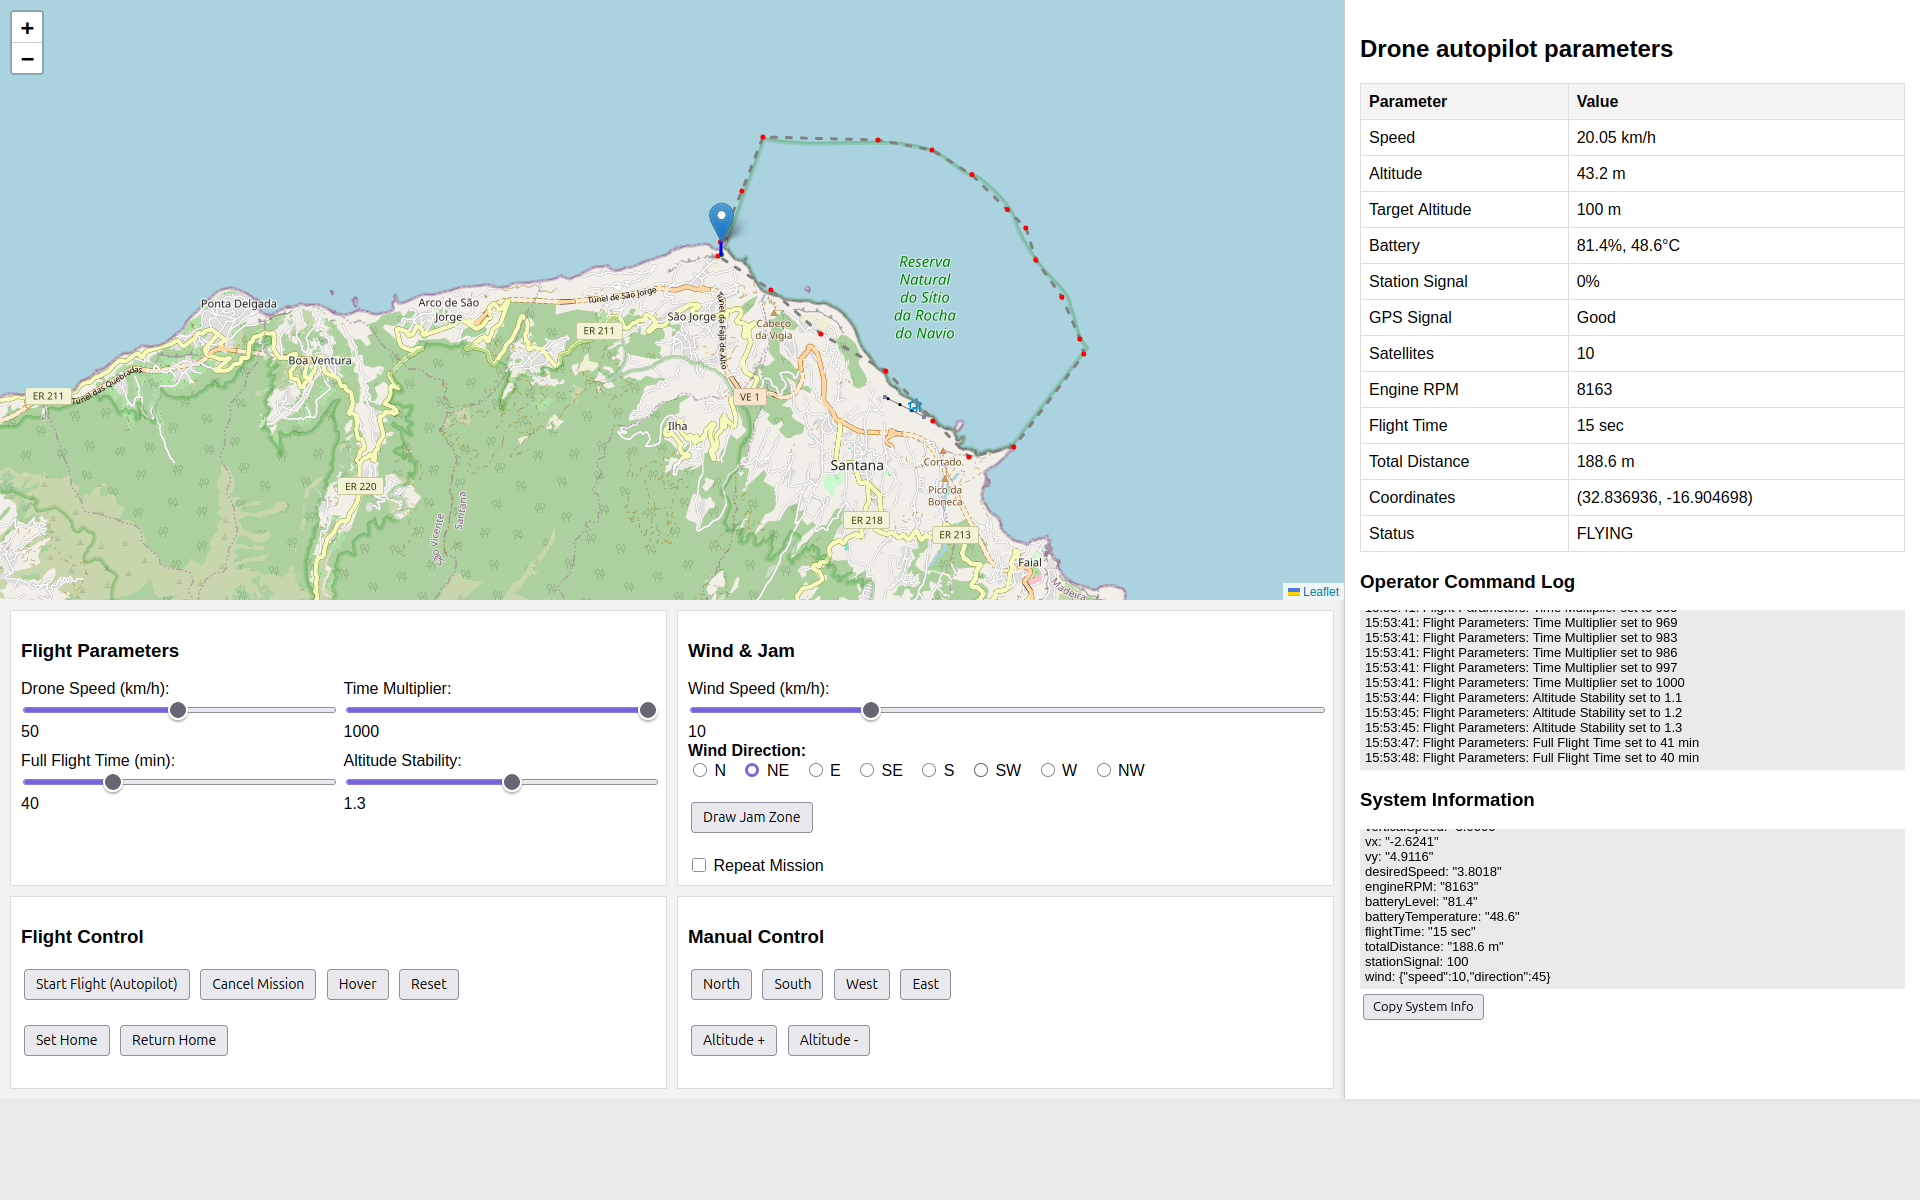 +
−
Reserva
Natural
do Sítio
da Rocha
do Navio
Ponta Delgada
Arco de São
Jorge
Túnel de São Jorge
São Jorge
Túnel da Faja de Alto
Cabeço
da Vigia
ER 211
Boa Ventura
ER 211
Túnel das Quebradas
VE 1
Ilha
Santana
Cortado
Pico da
Boneca
ER 220
São Vicente
Santana
ER 218
ER 213
Faial
Madeira
Leaflet
Flight Parameters
Drone Speed (km/h):
50
Time Multiplier:
1000
Full Flight Time (min):
40
Altitude Stability:
1.3
Wind & Jam
Wind Speed (km/h):
10
Wind Direction:
N NE E SE S SW W NW
Draw Jam Zone
Repeat Mission
Flight Control
Start Flight (Autopilot) Cancel Mission Hover Reset
Set Home Return Home
Manual Control
North South West East
Altitude + Altitude -
Drone autopilot parameters
Parameter Value
Speed 20.05 km/h
Altitude 43.2 m
Target Altitude 100 m
Battery 81.4%, 48.6°C
Station Signal 0%
GPS Signal Good
Satellites 10
Engine RPM 8163
Flight Time 15 sec
Total Distance 188.6 m
Coordinates (32.836936, -16.904698)
Status FLYING
Operator Command Log
15:53:41: Flight Parameters: Time Multiplier set to 969
15:53:41: Flight Parameters: Time Multiplier set to 983
15:53:41: Flight Parameters: Time Multiplier set to 986
15:53:41: Flight Parameters: Time Multiplier set to 997
15:53:41: Flight Parameters: Time Multiplier set to 1000
15:53:44: Flight Parameters: Altitude Stability set to 1.1
15:53:45: Flight Parameters: Altitude Stability set to 1.2
15:53:45: Flight Parameters: Altitude Stability set to 1.3
15:53:47: Flight Parameters: Full Flight Time set to 41 min
15:53:48: Flight Parameters: Full Flight Time set to 40 min
System Information
vx: "-2.6241"
vy: "4.9116"
desiredSpeed: "3.8018"
engineRPM: "8163"
batteryLevel: "81.4"
batteryTemperature: "48.6"
flightTime: "15 sec"
totalDistance: "188.6 m"
stationSignal: 100
wind: {"speed":10,"direction":45}
Copy System Info